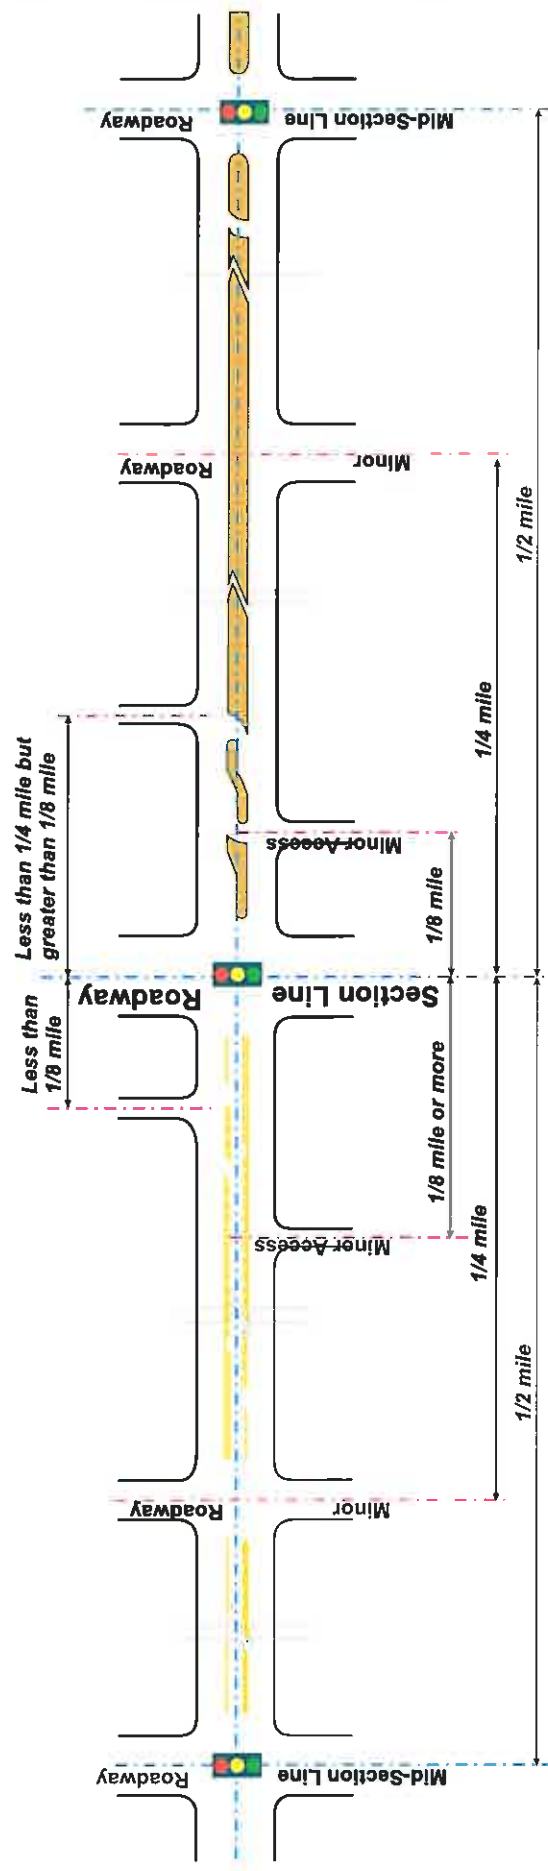 Mid-Section Line
Roadway
Minor
Roadway
1/2 mile
1/4 mile
Less than 1/4 mile but
greater than 1/8 mile
Minor Access
1/8 mile
Section Line
Roadway
Less than
1/8 mile
1/8 mile or more
Minor Access
1/4 mile
1/2 mile
Minor
Roadway
Mid-Section Line
Roadway